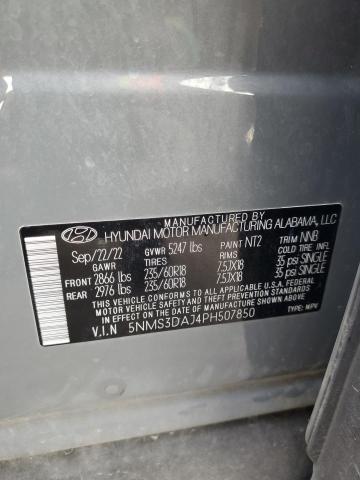 MANUFACTURED BY
HYUNDAI MOTOR MANUFACTURING ALABAMA, LLC
Sep/22/22 GVWR 5247 lbs PAINT NT2 TRIM NNB
GAWR TIRES RIMS COLD TIRE INFL
FRONT 2866 lbs 235/60R18 7.5JX18 35 psi SINGLE
REAR 2976 lbs 235/60R18 7.5JX18 35 psi SINGLE
THIS VEHICLE CONFORMS TO ALL APPLICABLE
FEDERAL MOTOR VEHICLE SAFETY AND THEFT PREVENTION
STANDARDS IN EFFECT ON THE DATE OF MANUFACTURE SHOWN ABOVE.
V.I.N 5NMS3DAJ4PH507850 TYPE: MPV